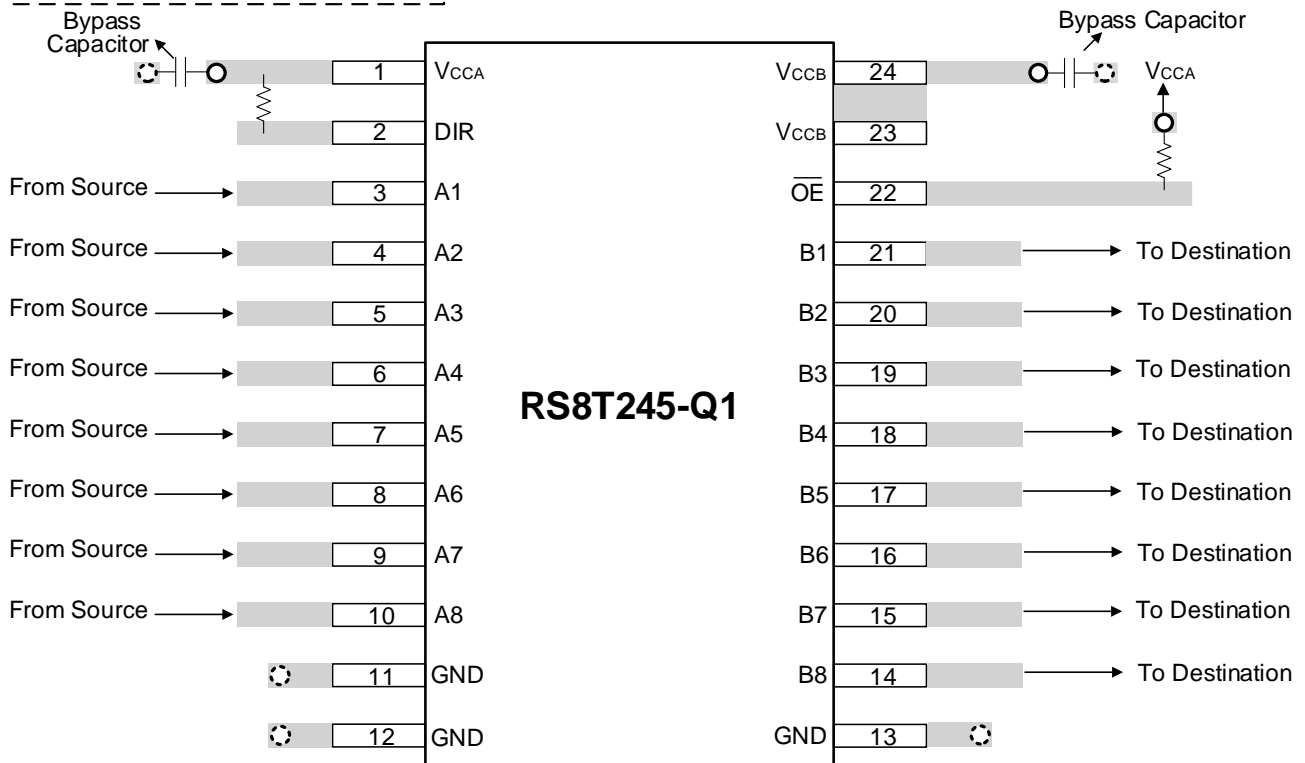 Bypass
Capacitor
Bypass Capacitor
1 VCCA VCCB 24 VCCA
2 DIR VCCB 23
From Source 3 A1 OE 22
From Source 4 A2 B1 21 To Destination
From Source 5 A3 B2 20 To Destination
From Source 6 A4 B3 19 To Destination
RS8T245-Q1
From Source 7 A5 B4 18 To Destination
From Source 8 A6 B5 17 To Destination
From Source 9 A7 B6 16 To Destination
From Source 10 A8 B7 15 To Destination
11 GND B8 14 To Destination
12 GND GND 13